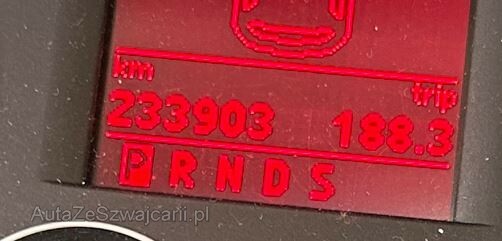 km trip
233903 188.3
P R N D S
AutaZeSzwajcarii.pl